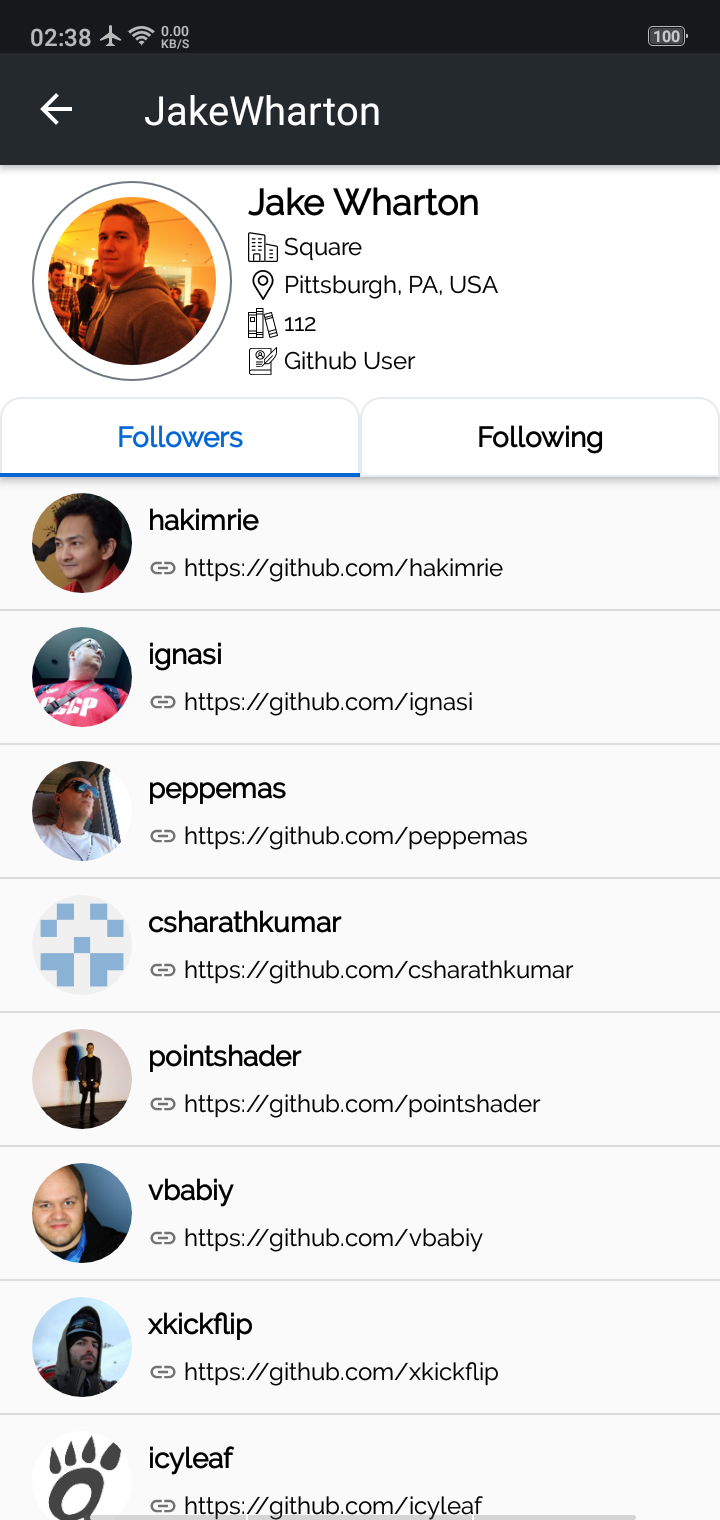 02:38 0.00 KB/S 100
JakeWharton
Jake Wharton
Square
Pittsburgh, PA, USA
112
Github User
Followers Following
hakimrie
https://github.com/hakimrie
ignasi
https://github.com/ignasi
CCCP
peppemas
https://github.com/peppemas
csharathkumar
https://github.com/csharathkumar
pointshader
https://github.com/pointshader
vbabiy
https://github.com/vbabiy
xkickflip
https://github.com/xkickflip
icyleaf
https://github.com/icyleaf